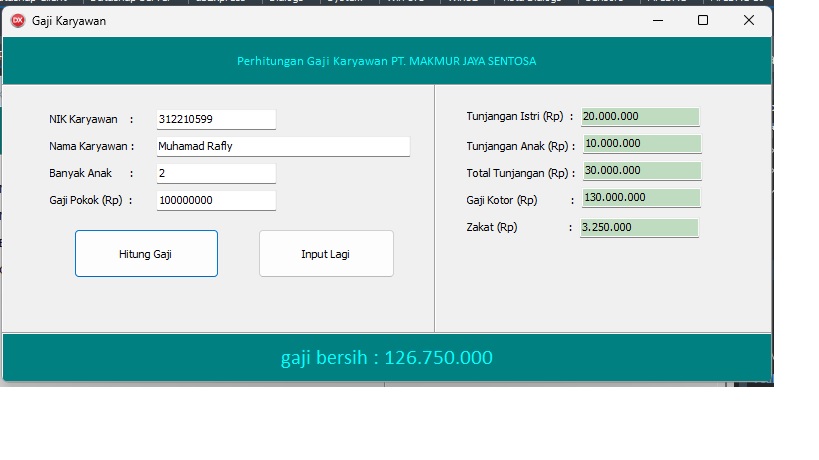 Gaji Karyawan
Perhitungan Gaji Karyawan PT. MAKMUR JAYA SENTOSA
NIK Karyawan : 312210599
Nama Karyawan : Muhamad Rafly
Banyak Anak : 2
Gaji Pokok (Rp) : 100000000
Hitung Gaji
Input Lagi
Tunjangan Istri (Rp) : 20.000.000
Tunjangan Anak (Rp) : 10.000.000
Total Tunjangan (Rp) : 30.000.000
Gaji Kotor (Rp) : 130.000.000
Zakat (Rp) : 3.250.000
gaji bersih : 126.750.000